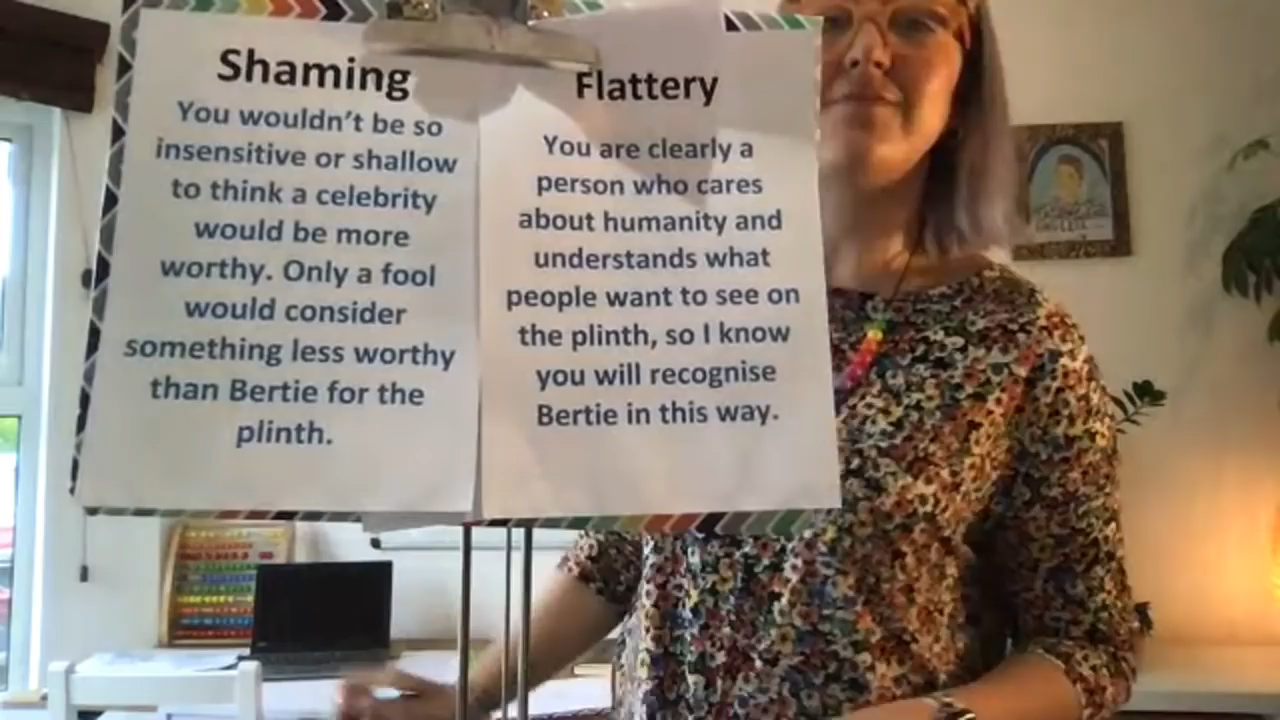 Shaming
You wouldn't be so
insensitive or shallow
to think a celebrity
would be more
worthy. Only a fool
would consider
something less worthy
than Bertie for the
plinth.
Flattery
You are clearly a
person who cares
about humanity and
understands what
people want to see on
the plinth, so I know
you will recognise
Bertie in this way.